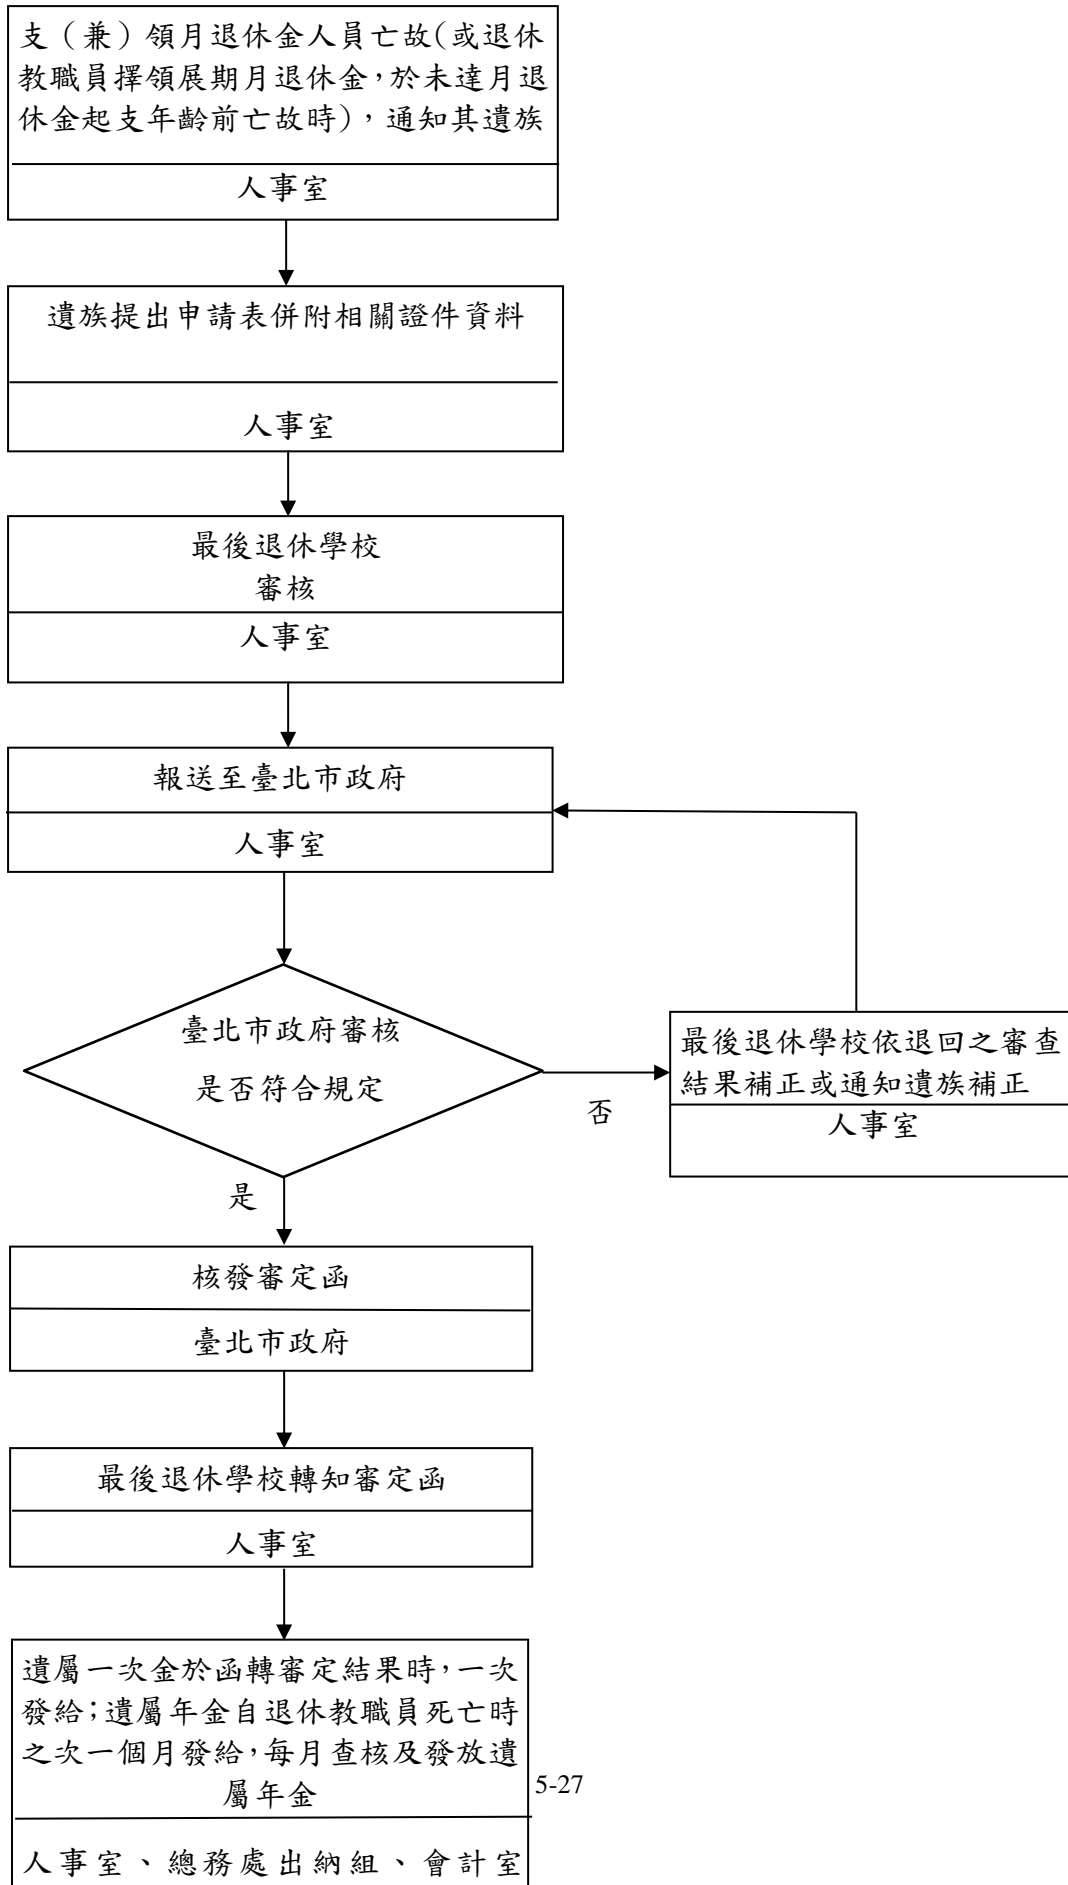 支（兼）領月退休金人員亡故(或退休
教職員擇領展期月退休金，於未達月退
休金起支年齡前亡故時)，通知其遺族
人事室
遺族提出申請表併附相關證件資料
人事室
最後退休學校
審核
人事室
報送至臺北市政府
人事室
臺北市政府審核
是否符合規定
否
最後退休學校依退回之審查
結果補正或通知遺族補正
人事室
是
核發審定函
臺北市政府
最後退休學校轉知審定函
人事室
遺屬一次金於函轉審定結果時，一次
發給；遺屬年金自退休教職員死亡時
之次一個月發給，每月查核及發放遺
屬年金
人事室、總務處出納組、會計室
5-27